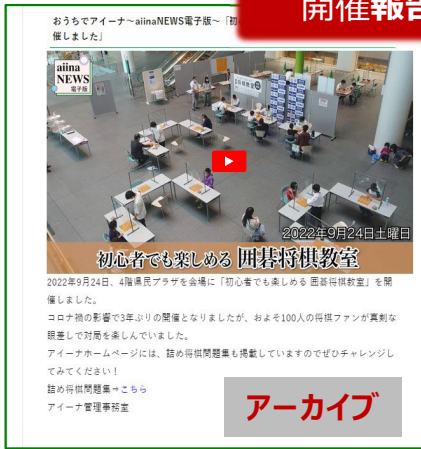 開催報告
おうちでアイーナ～aiinaNEWS電子版～「初
催しました」
aiina
NEWS
電子版
2022年9月24日土曜日
初心者でも楽しめる 囲碁将棋教室
2022年9月24日、4階県民プラザを会場に「初心者でも楽しめる 囲碁将棋教室」を開
催しました。
コロナ禍の影響で3年ぶりの開催となりましたが、およそ100人の将棋ファンが真剣な
眼差しで対局を楽しんでいました。
アイーナホームページには、詰め将棋問題集も掲載していますのでぜひチャレンジし
てみてください！
詰め将棋問題集⇒こちら
アイーナ管理事務室
アーカイブ